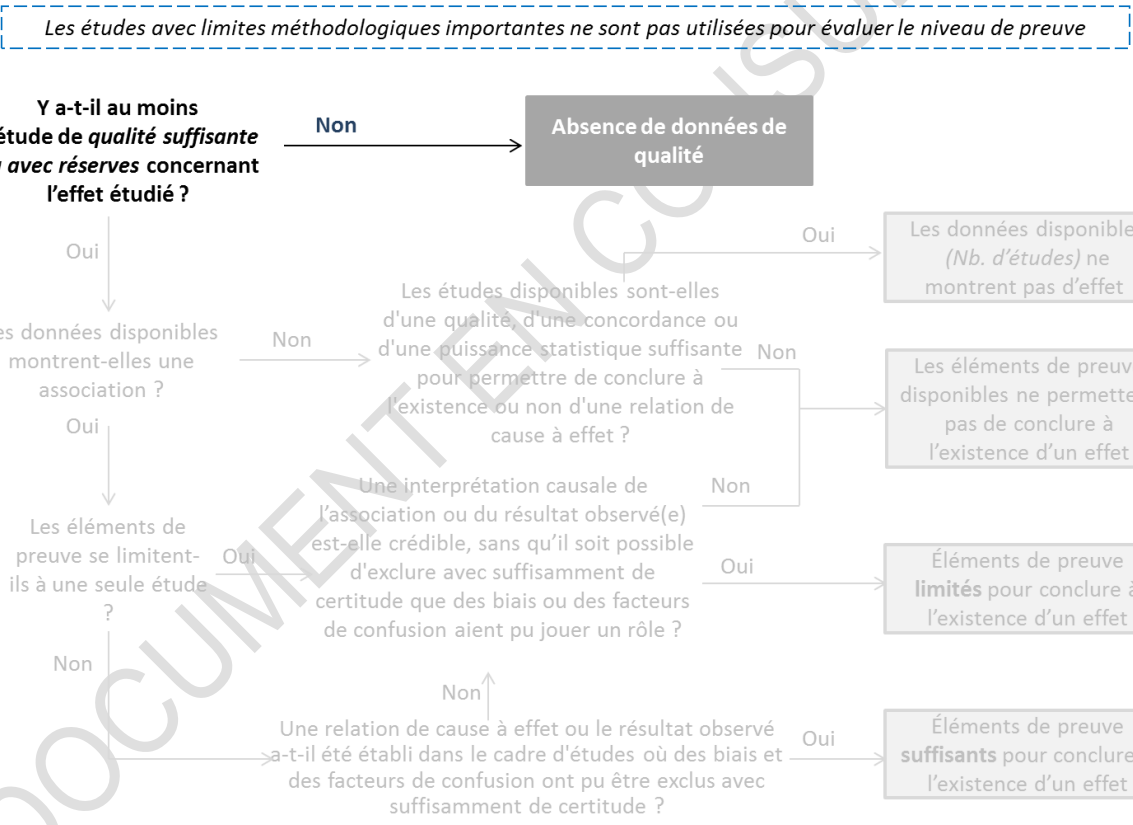 Les études avec limites méthodologiques importantes ne sont pas utilisées pour évaluer le niveau de preuve
Y a-t-il au moins
étude de qualité suffisante
avec réserves concernant
l'effet étudié ?
Non
Absence de données de
qualité
Oui
Oui
Les données disponible
(Nb. d'études) ne
montrent pas d'effet
données disponibles
montrent-elles une
association ?
Non
Les études disponibles sont-elles
d'une qualité, d'une concordance ou
d'une puissance statistique suffisante
pour permettre de conclure à
l'existence ou non d'une relation de
cause à effet ?
Non
Les éléments de preuv
disponibles ne permette
pas de conclure à
l'existence d'un effet
Oui
Les éléments de
preuve se limitent-
ils à une seule étude
?
Oui
Une interprétation causale de
l'association ou du résultat observé(e)
est-elle crédible, sans qu'il soit possible
d'exclure avec suffisamment de
certitude que des biais ou des facteurs
de confusion aient pu jouer un rôle ?
Non
Oui
Éléments de preuve
limités pour conclure à
l'existence d'un effet
Non
Non
Une relation de cause à effet ou le résultat observé
a-t-il été établi dans le cadre d'études où des biais et
des facteurs de confusion ont pu être exclus avec
suffisamment de certitude ?
Oui
Éléments de preuve
suffisants pour conclure
l'existence d'un effet
DOCUMENT EN CONSU